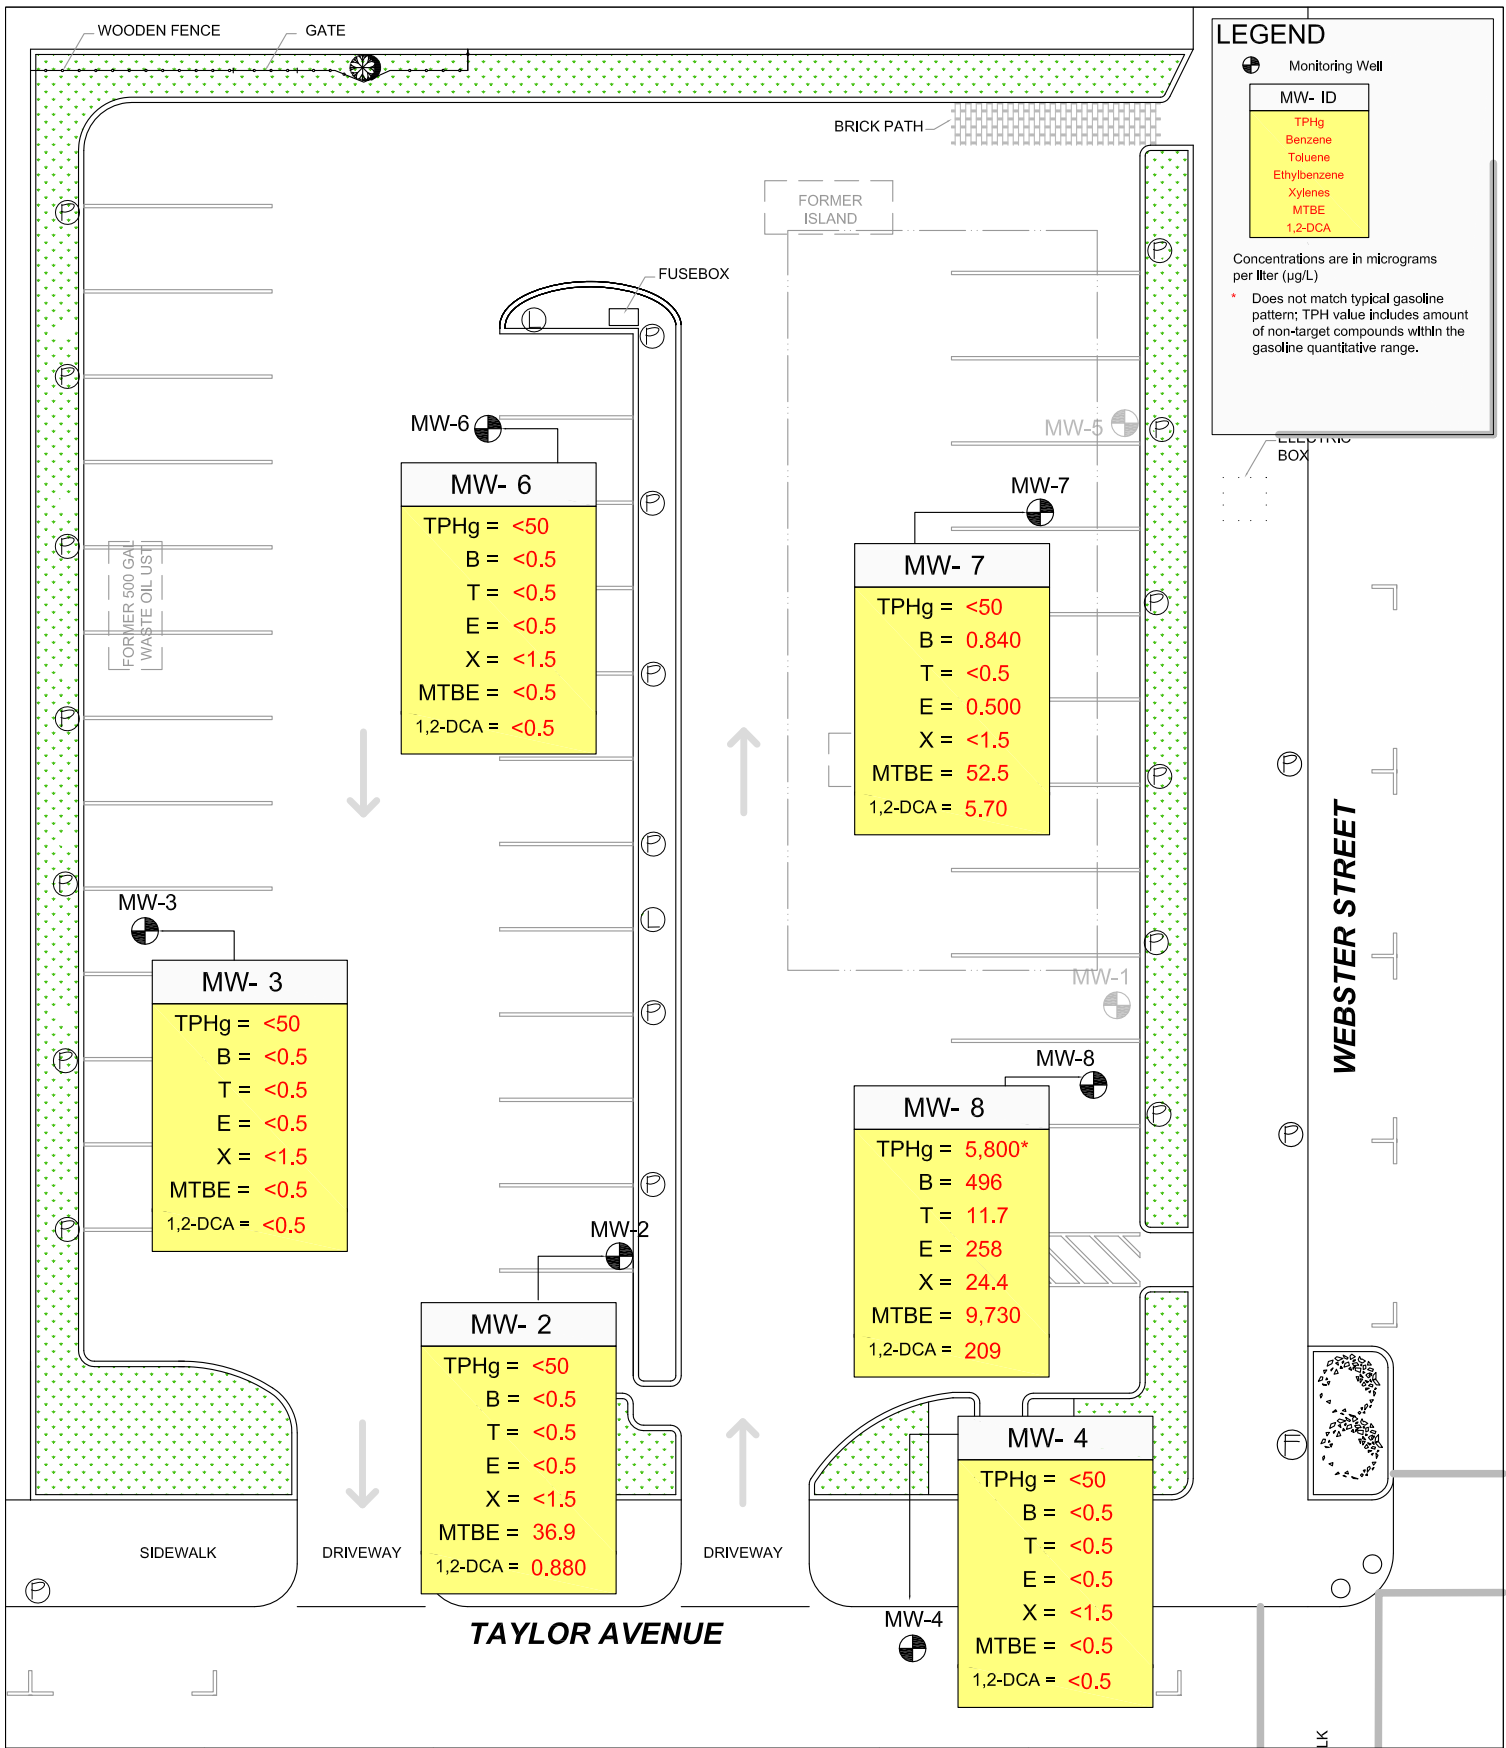 WOODEN FENCE
GATE
BRICK PATH
FORMER
ISLAND
FUSEBOX
LEGEND
Monitoring Well
MW- ID
TPHg
Benzene
Toluene
Ethylbenzene
Xylenes
MTBE
1,2-DCA
Concentrations are in micrograms
per liter (µg/L)
* Does not match typical gasoline
pattern; TPH value includes amount
of non-target compounds within the
gasoline quantitative range.
ELECTRIC
BOX
MW-6
MW- 6
TPHg = <50
B = <0.5
T = <0.5
E = <0.5
X = <1.5
MTBE = <0.5
1,2-DCA = <0.5
MW-5
MW-7
MW- 7
TPHg = <50
B = 0.840
T = <0.5
E = 0.500
X = <1.5
MTBE = 52.5
1,2-DCA = 5.70
FORMER 500 GAL
WASTE OIL UST
MW-3
MW- 3
TPHg = <50
B = <0.5
T = <0.5
E = <0.5
X = <1.5
MTBE = <0.5
1,2-DCA = <0.5
MW-1
MW-8
MW- 8
TPHg = 5,800*
B = 496
T = 11.7
E = 258
X = 24.4
MTBE = 9,730
1,2-DCA = 209
WEBSTER STREET
MW-2
MW- 2
TPHg = <50
B = <0.5
T = <0.5
E = <0.5
X = <1.5
MTBE = 36.9
1,2-DCA = 0.880
MW- 4
TPHg = <50
B = <0.5
T = <0.5
E = <0.5
X = <1.5
MTBE = <0.5
1,2-DCA = <0.5
MW-4
SIDEWALK
DRIVEWAY
DRIVEWAY
TAYLOR AVENUE
LK
P
P
P
P
P
P
P
P
P
L
P
P
P
P
L
P
P
P
P
P
P
P
P
P
P
P
F